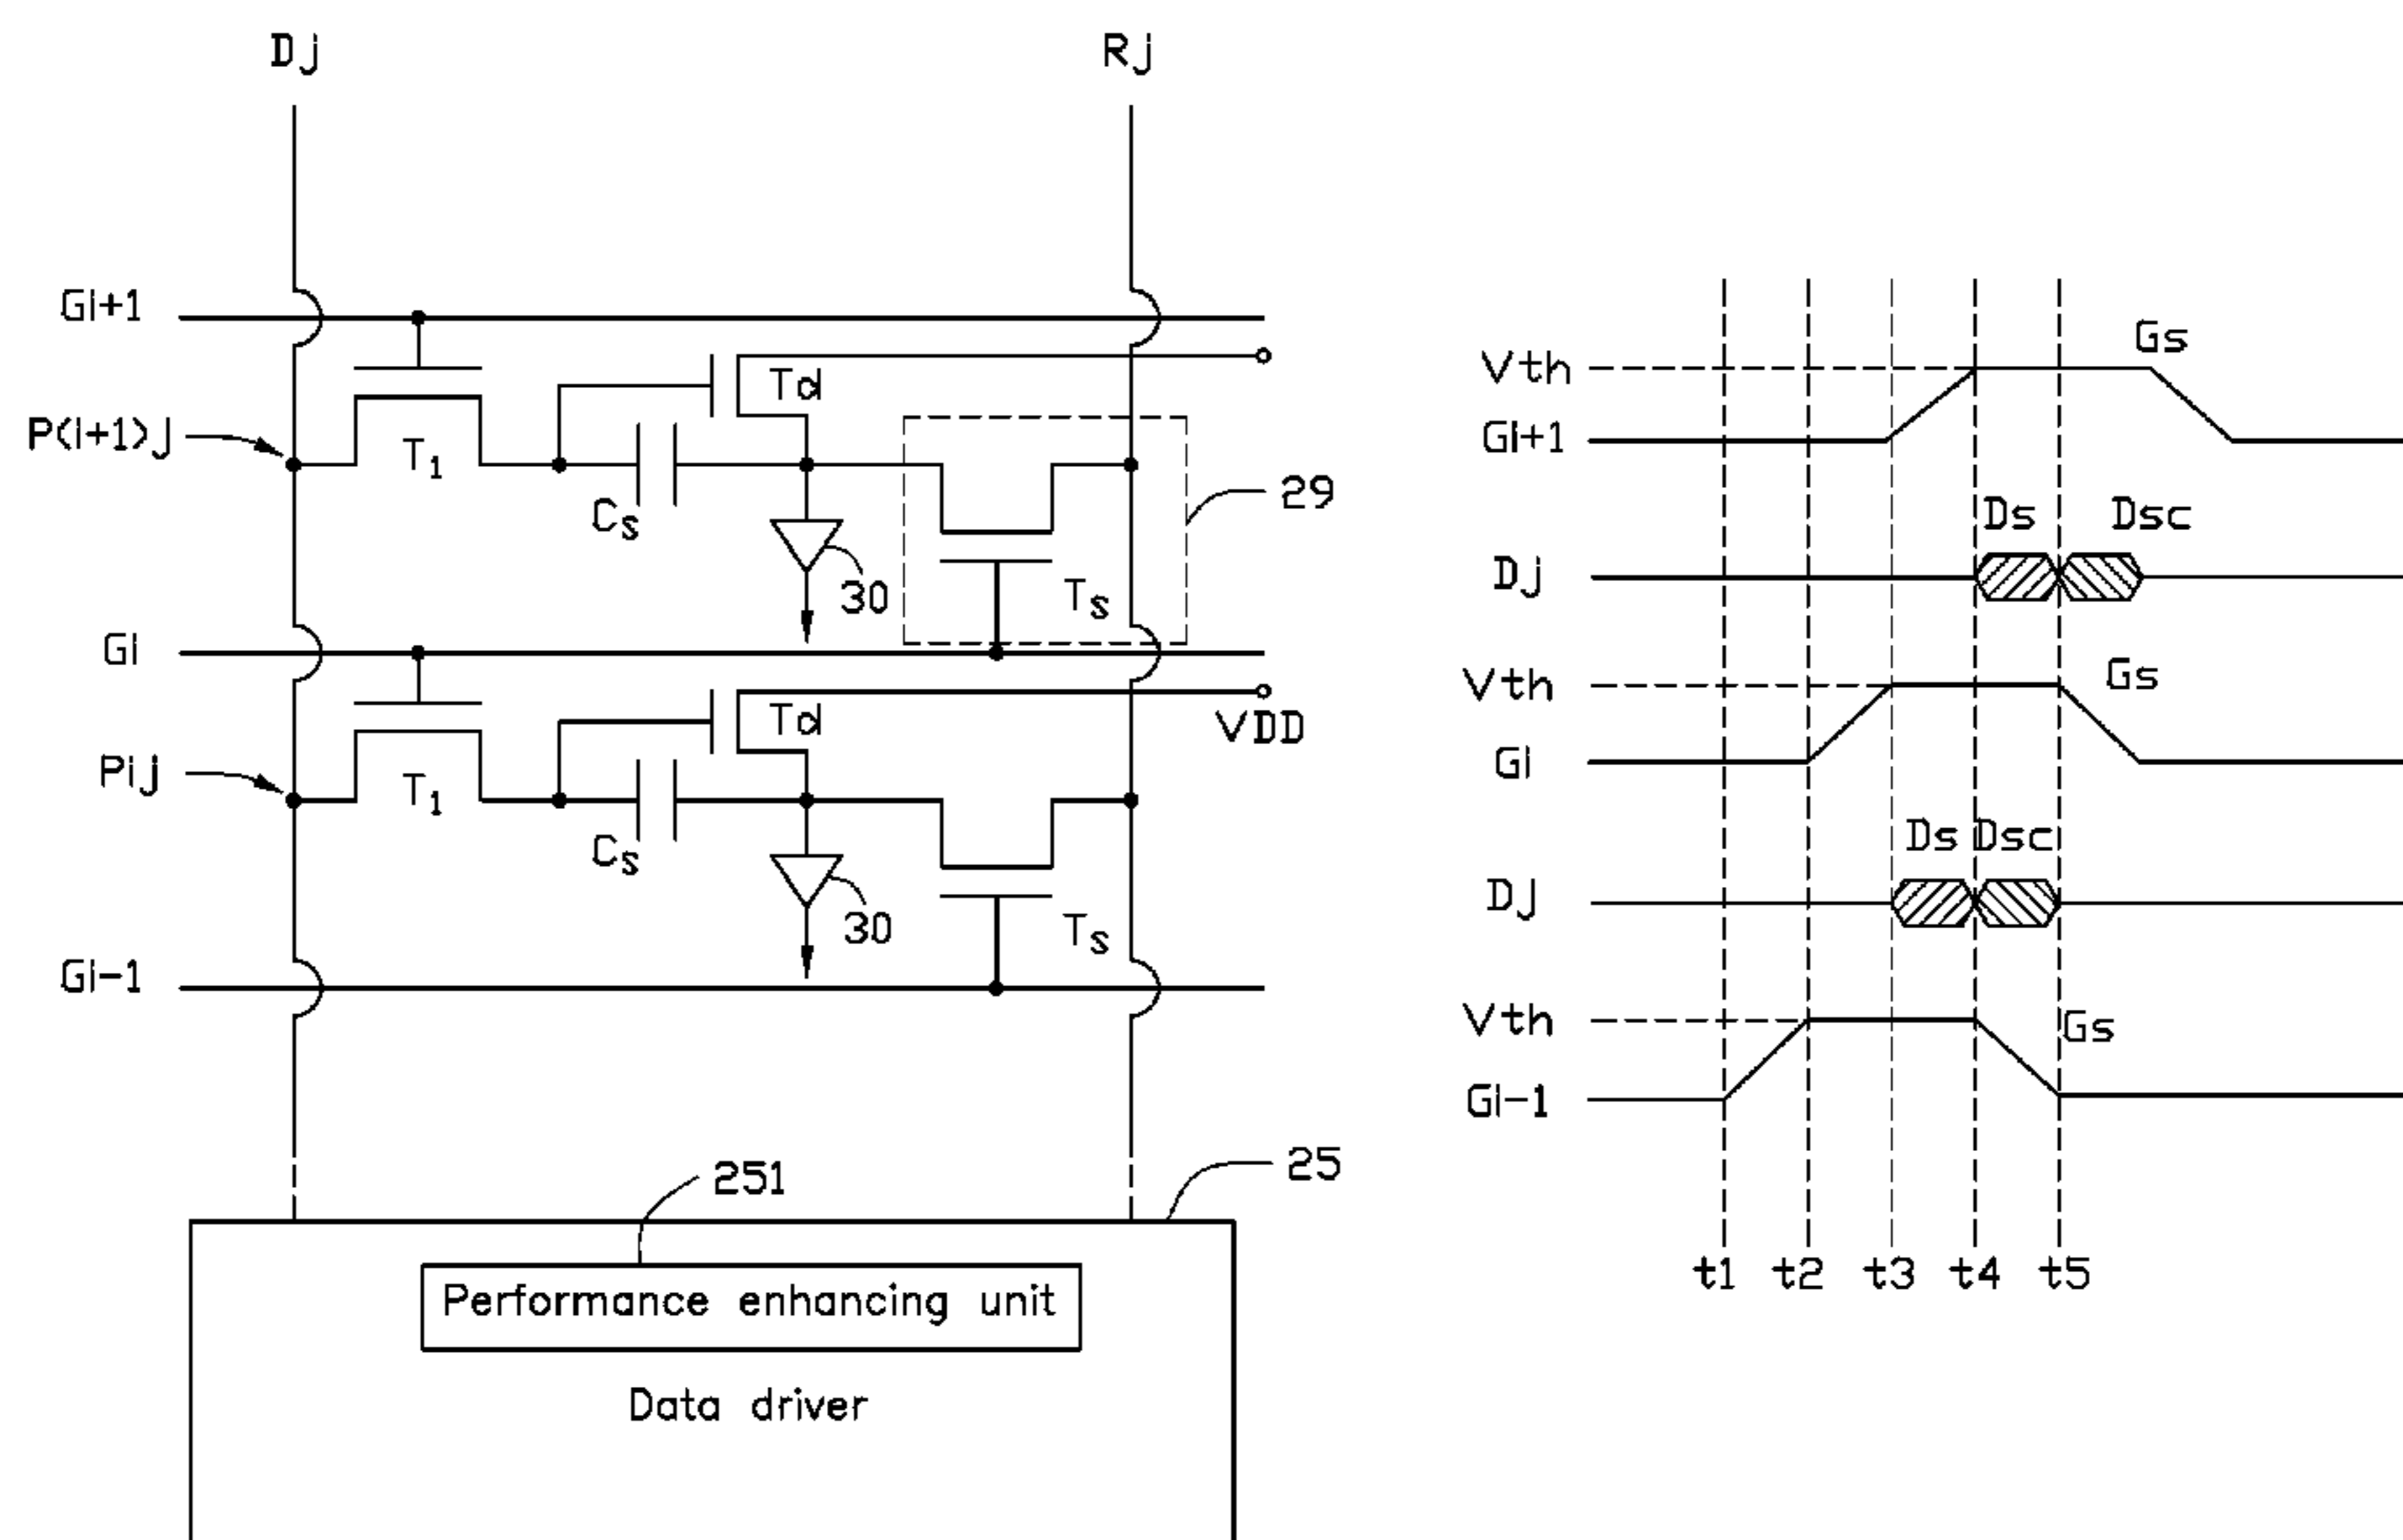 Dj
Rj
Gi+1
Td
P(i+1)j
T1
Cs
29
30
Ts
Gi
Td
VDD
Pij
T1
Cs
30
Ts
Gi-1
251
25
Performance enhancing unit
Data driver
Gs
Vth
Gi+1
Ds Dsc
Dj
Vth Gs
Gi
Ds Dsc
Dj
Vth Gs
Gi-1
t1 t2 t3 t4 t5